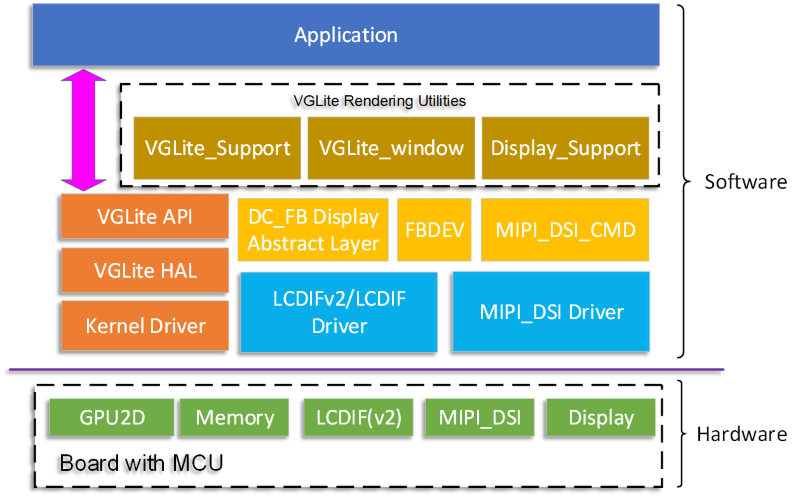 Application
VGLite Rendering Utilities
VGLite_Support
VGLite_window
Display_Support
Software
VGLite API
DC_FB Display
Abstract Layer
FBDEV
MIPI_DSI_CMD
VGLite HAL
LCDIFv2/LCDIF
Driver
MIPI_DSI Driver
Kernel Driver
GPU2D
Memory
LCDIF(v2)
MIPI_DSI
Display
Hardware
Board with MCU